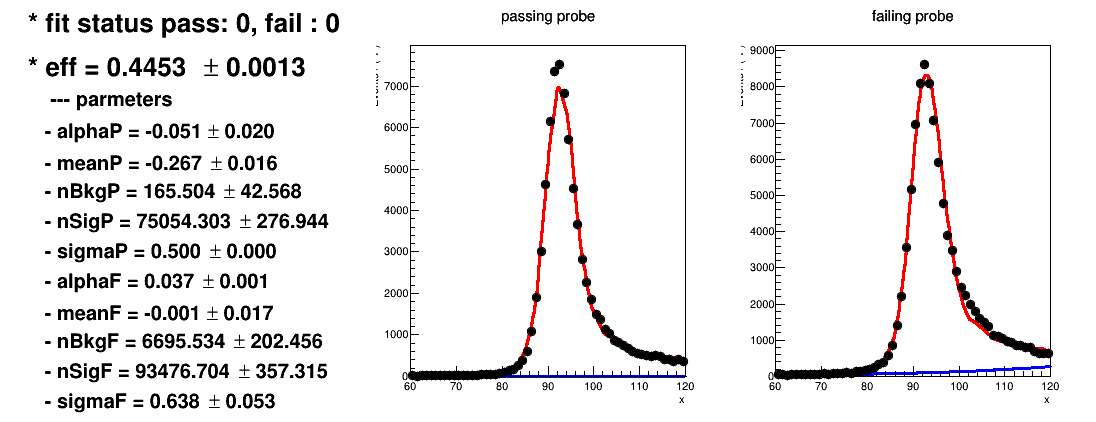 * fit status pass: 0, fail : 0
* eff = 0.4453 ± 0.0013
--- parmeters
- alphaP = -0.051 ± 0.020
- meanP = -0.267 ± 0.016
- nBkgP = 165.504 ± 42.568
- nSigP = 75054.303 ± 276.944
- sigmaP = 0.500 ± 0.000
- alphaF = 0.037 ± 0.001
- meanF = -0.001 ± 0.017
- nBkgF = 6695.534 ± 202.456
- nSigF = 93476.704 ± 357.315
- sigmaF = 0.638 ± 0.053
passing probe
7000
6000
5000
4000
3000
2000
1000
0
60 70 80 90 100 110 120
x
failing probe
9000
8000
7000
6000
5000
4000
3000
2000
1000
0
60 70 80 90 100 110 120
x